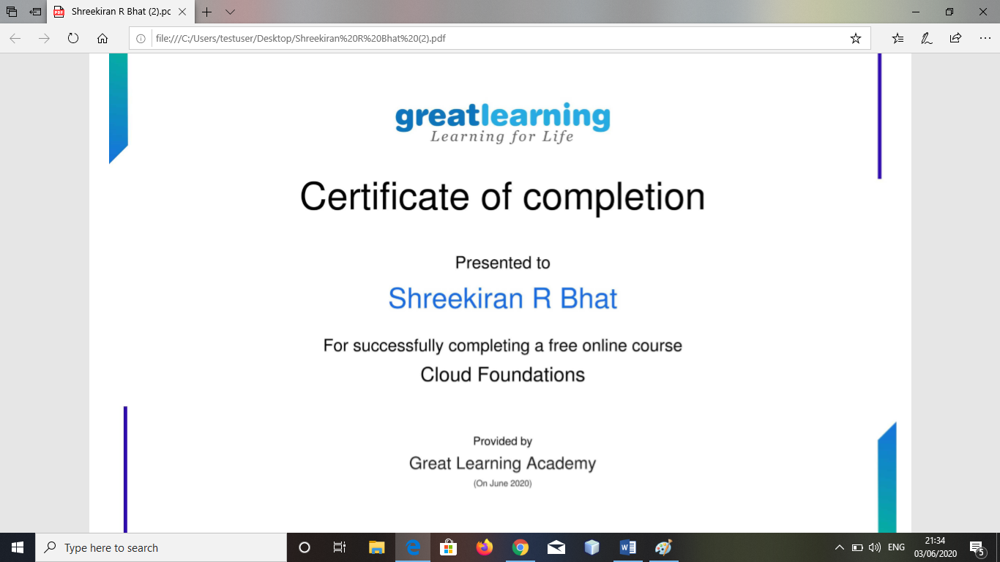 Shreekiran R Bhat (2).pc
file:///C:/Users/testuser/Desktop/Shreekiran%20R%20Bhat%20(2).pdf
greatlearning
Learning for Life
Certificate of completion
Presented to
Shreekiran R Bhat
For successfully completing a free online course
Cloud Foundations
Provided by
Great Learning Academy
(On June 2020)
Type here to search
ENG
21:34
03/06/2020
5